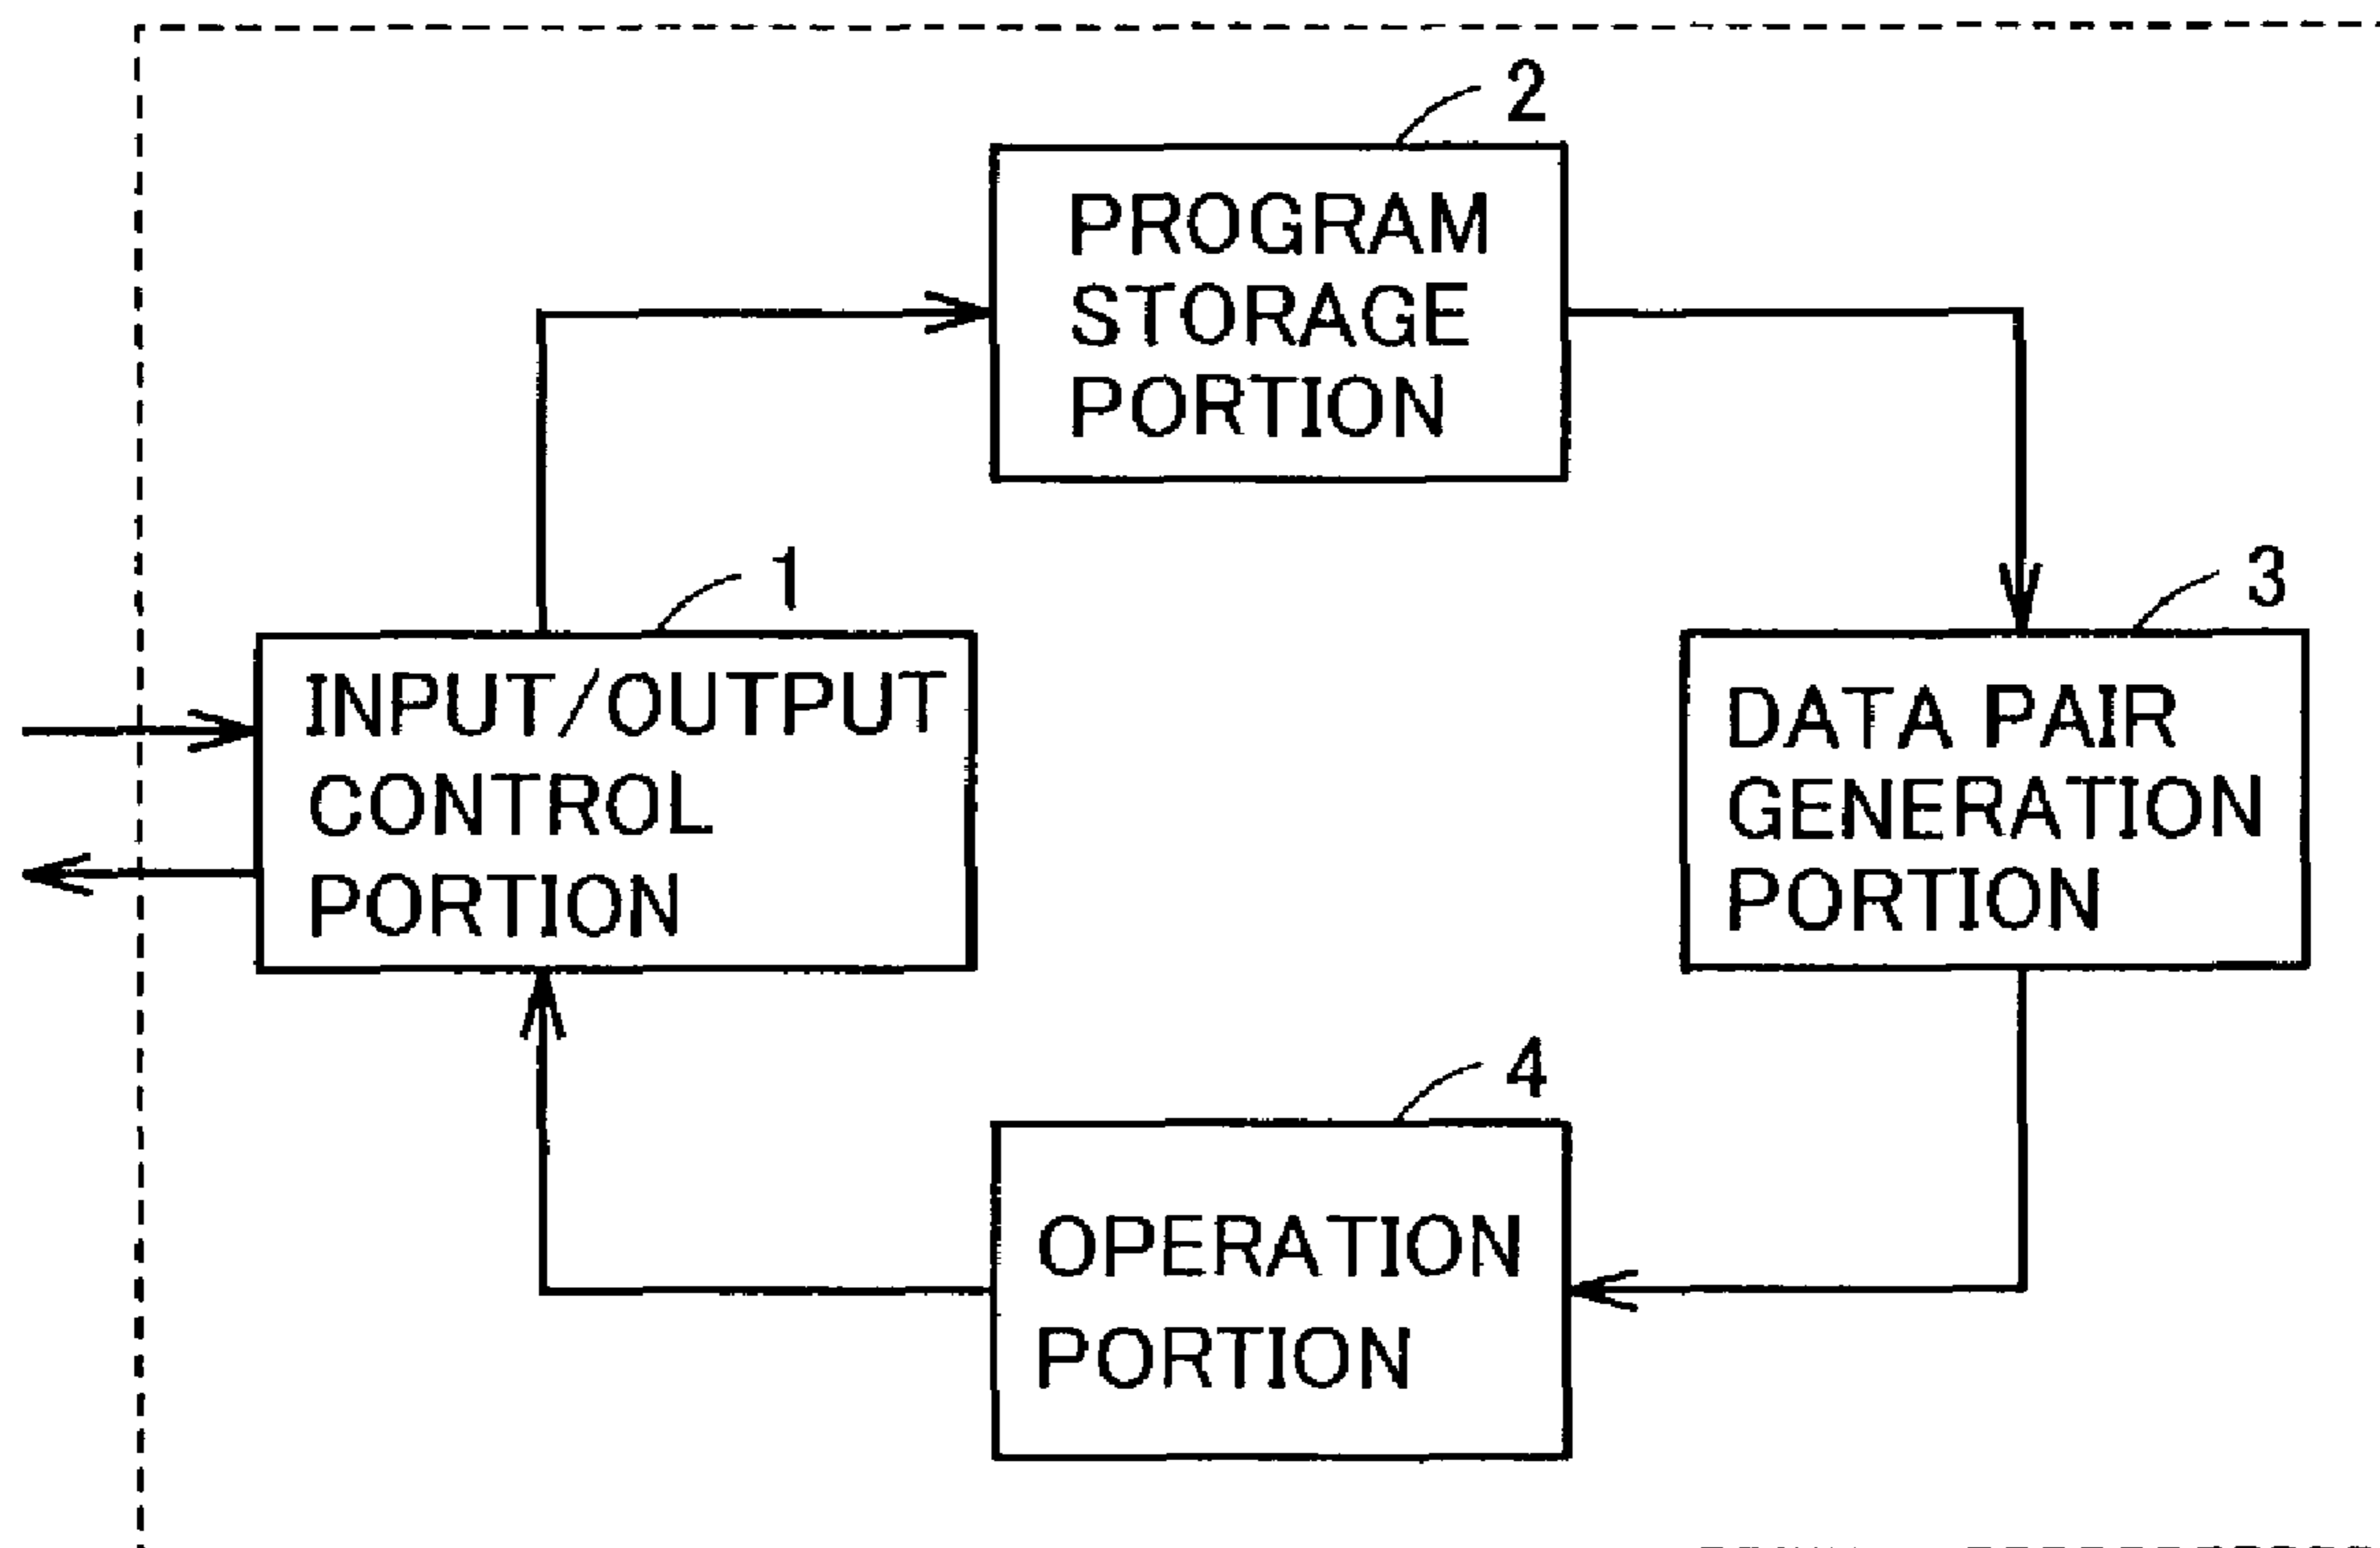 2
PROGRAM
STORAGE
PORTION
1
INPUT/OUTPUT
CONTROL
PORTION
3
DATA PAIR
GENERATION
PORTION
4
OPERATION
PORTION